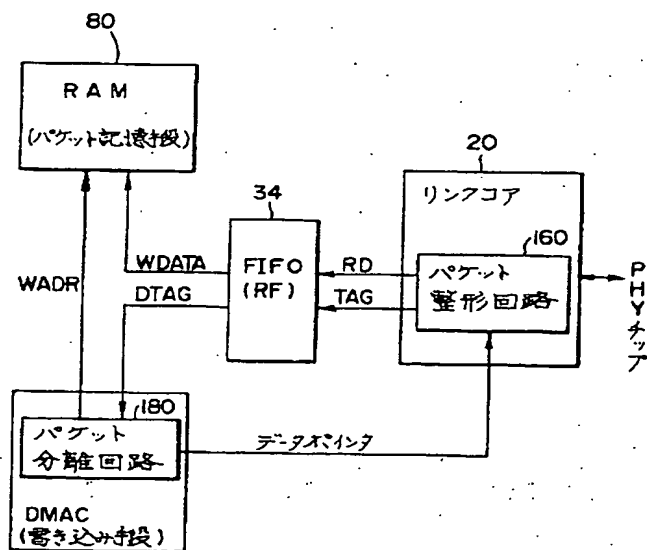 80
RAM
(パケット記憶手段)
20
リンクコア
34
160
FIFO
(RF)
WDATA
DTAG
RD
TAG
パケット
整形回路
PHYチップ
WADR
180
パケット
分離回路
データポインタ
DMAC
(書き込み手段)